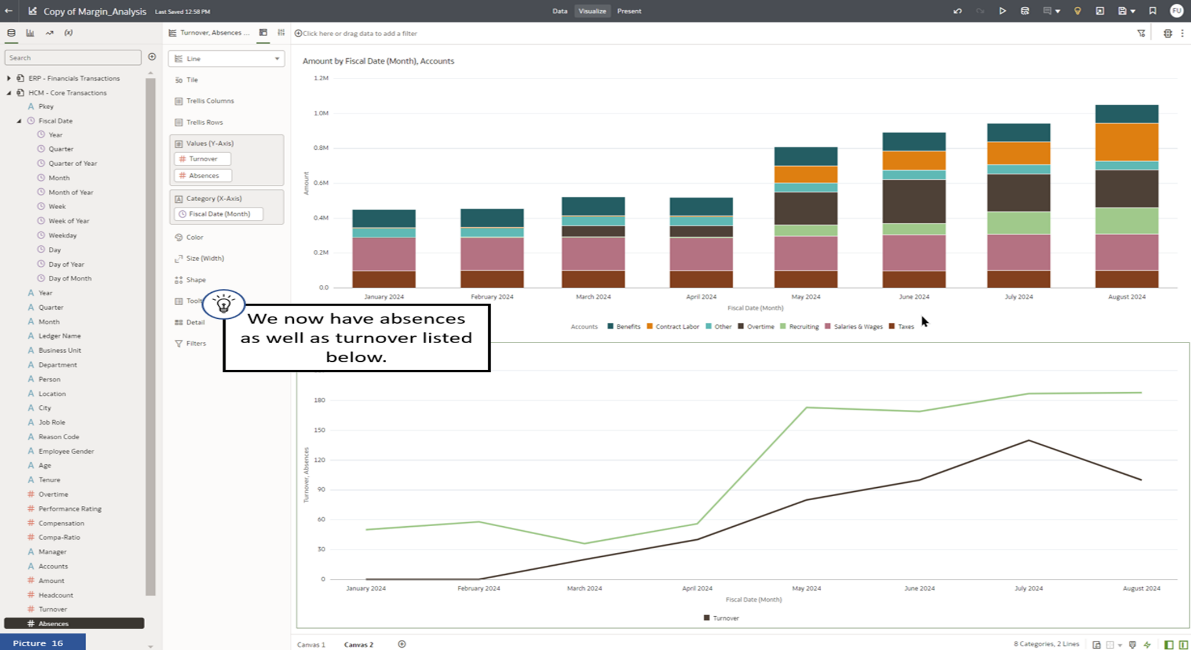 Copy of Margin_Analysis Last Saved 12:58 PM
Data Visualize Present
FU
(x)
Turnover, Absences ...
Click here or drag data to add a filter
Search
ERP - Financials Transactions
HCM - Core Transactions
Pkey
Fiscal Date
Year
Quarter
Quarter of Year
Month
Month of Year
Week
Week of Year
Weekday
Day
Day of Year
Day of Month
Year
Quarter
Month
Ledger Name
Business Unit
Department
Person
Location
City
Job Role
Reason Code
Employee Gender
Age
Tenure
Overtime
Performance Rating
Compensation
Compa-Ratio
Manager
Accounts
Amount
Headcount
Turnover
Absences
Picture 16
Line
Tile
Trellis Columns
Trellis Rows
Values (Y-Axis)
Turnover
Absences
Category (X-Axis)
Fiscal Date (Month)
Color
Size (Width)
Shape
Detail
Filters
We now have absences
as well as turnover listed
below.
Amount by Fiscal Date (Month), Accounts
1.2M
1.0M
0.8M
0.6M
0.4M
0.2M
0.0
Amount
January 2024 February 2024 March 2024 April 2024 May 2024 June 2024 July 2024 August 2024
Fiscal Date (Month)
Accounts Benefits Contract Labor Other Overtime Recruiting Salaries & Wages Taxes
180
150
120
90
60
30
0
Turnover, Absences
January 2024 February 2024 March 2024 April 2024 May 2024 June 2024 July 2024 August 2024
Fiscal Date (Month)
Turnover
Canvas 1 Canvas 2
8 Categories, 2 Lines